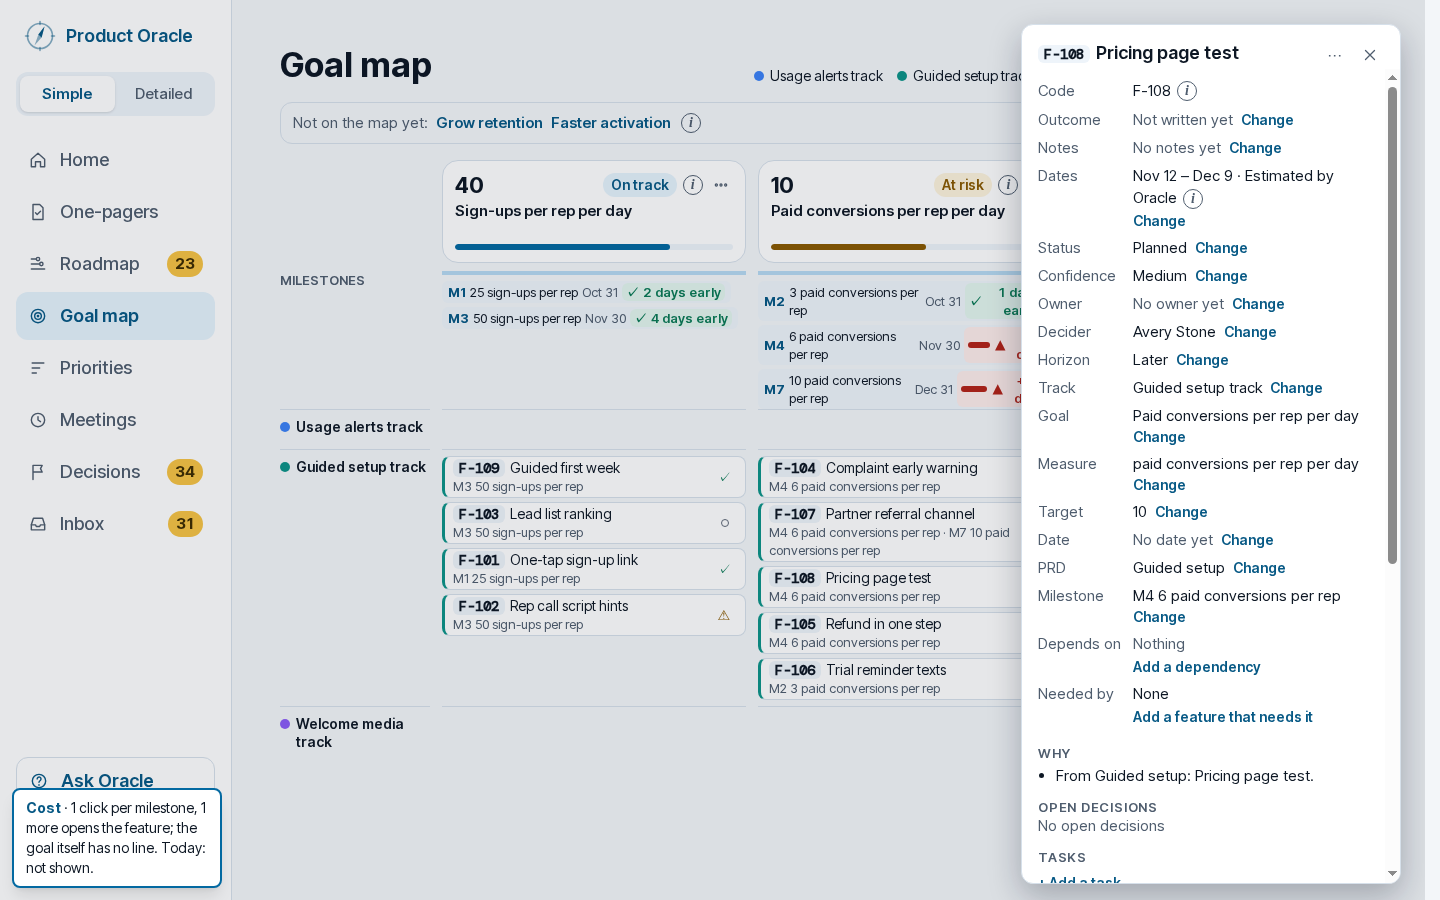 Product Oracle
Simple
Detailed
Home
One-pagers
Roadmap 23
Goal map
Priorities
Meetings
Decisions 34
Inbox 31
Ask Oracle
Cost · 1 click per milestone, 1
more opens the feature; the
goal itself has no line. Today:
not shown.
Goal map
Usage alerts track
Guided setup
Not on the map yet: Grow retention Faster activation i
40
On track i •••
Sign-ups per rep per day
10
At risk i
Paid conversions per rep per day
MILESTONES
M1 25 sign-ups per rep Oct 31 ✓ 2 days early
M3 50 sign-ups per rep Nov 30 ✓ 4 days early
M2 3 paid conversions per
rep
Oct 31 ✓ 1
M4 6 paid conversions
per rep
Nov 30 ▲
M7 10 paid conversions
per rep
Dec 31 ▲
Usage alerts track
Guided setup track
F-109 Guided first week ✓
M3 50 sign-ups per rep
F-103 Lead list ranking
M3 50 sign-ups per rep
F-101 One-tap sign-up link ✓
M1 25 sign-ups per rep
F-102 Rep call script hints ⚠
M3 50 sign-ups per rep
F-104 Complaint early warning
M4 6 paid conversions per rep
F-107 Partner referral channel
M4 6 paid conversions per rep · M7 10 paid
conversions per rep
F-108 Pricing page test
M4 6 paid conversions per rep
F-105 Refund in one step
M4 6 paid conversions per rep
F-106 Trial reminder texts
M2 3 paid conversions per rep
Welcome media
track
F-108 Pricing page test ··· ×
Code F-108 i
Outcome Not written yet Change
Notes No notes yet Change
Dates Nov 12 – Dec 9 · Estimated by
Oracle i
Change
Status Planned Change
Confidence Medium Change
Owner No owner yet Change
Decider Avery Stone Change
Horizon Later Change
Track Guided setup track Change
Goal Paid conversions per rep per day
Change
Measure paid conversions per rep per day
Change
Target 10 Change
Date No date yet Change
PRD Guided setup Change
Milestone M4 6 paid conversions per rep
Change
Depends on Nothing
Add a dependency
Needed by None
Add a feature that needs it
WHY
• From Guided setup: Pricing page test.
OPEN DECISIONS
No open decisions
TASKS
+ Add a task